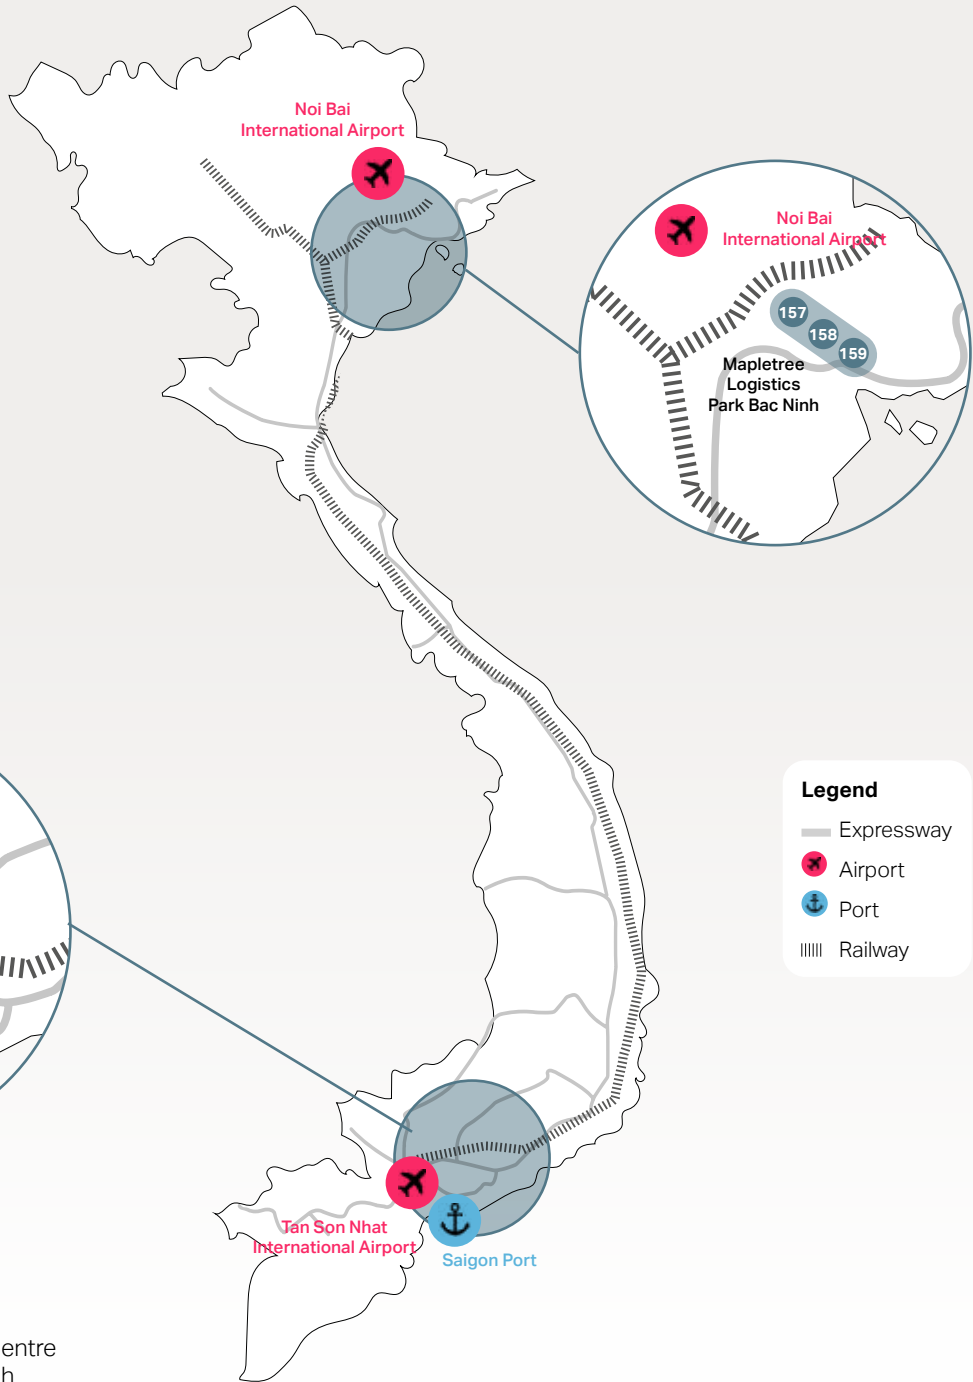 Noi Bai
International Airport
Noi Bai
International Airport
157
158
159
Mapletree
Logistics
Park Bac Ninh
Legend
Expressway
Airport
Port
Railway
Tan Son Nhat
International Airport
Saigon Port
entre
h